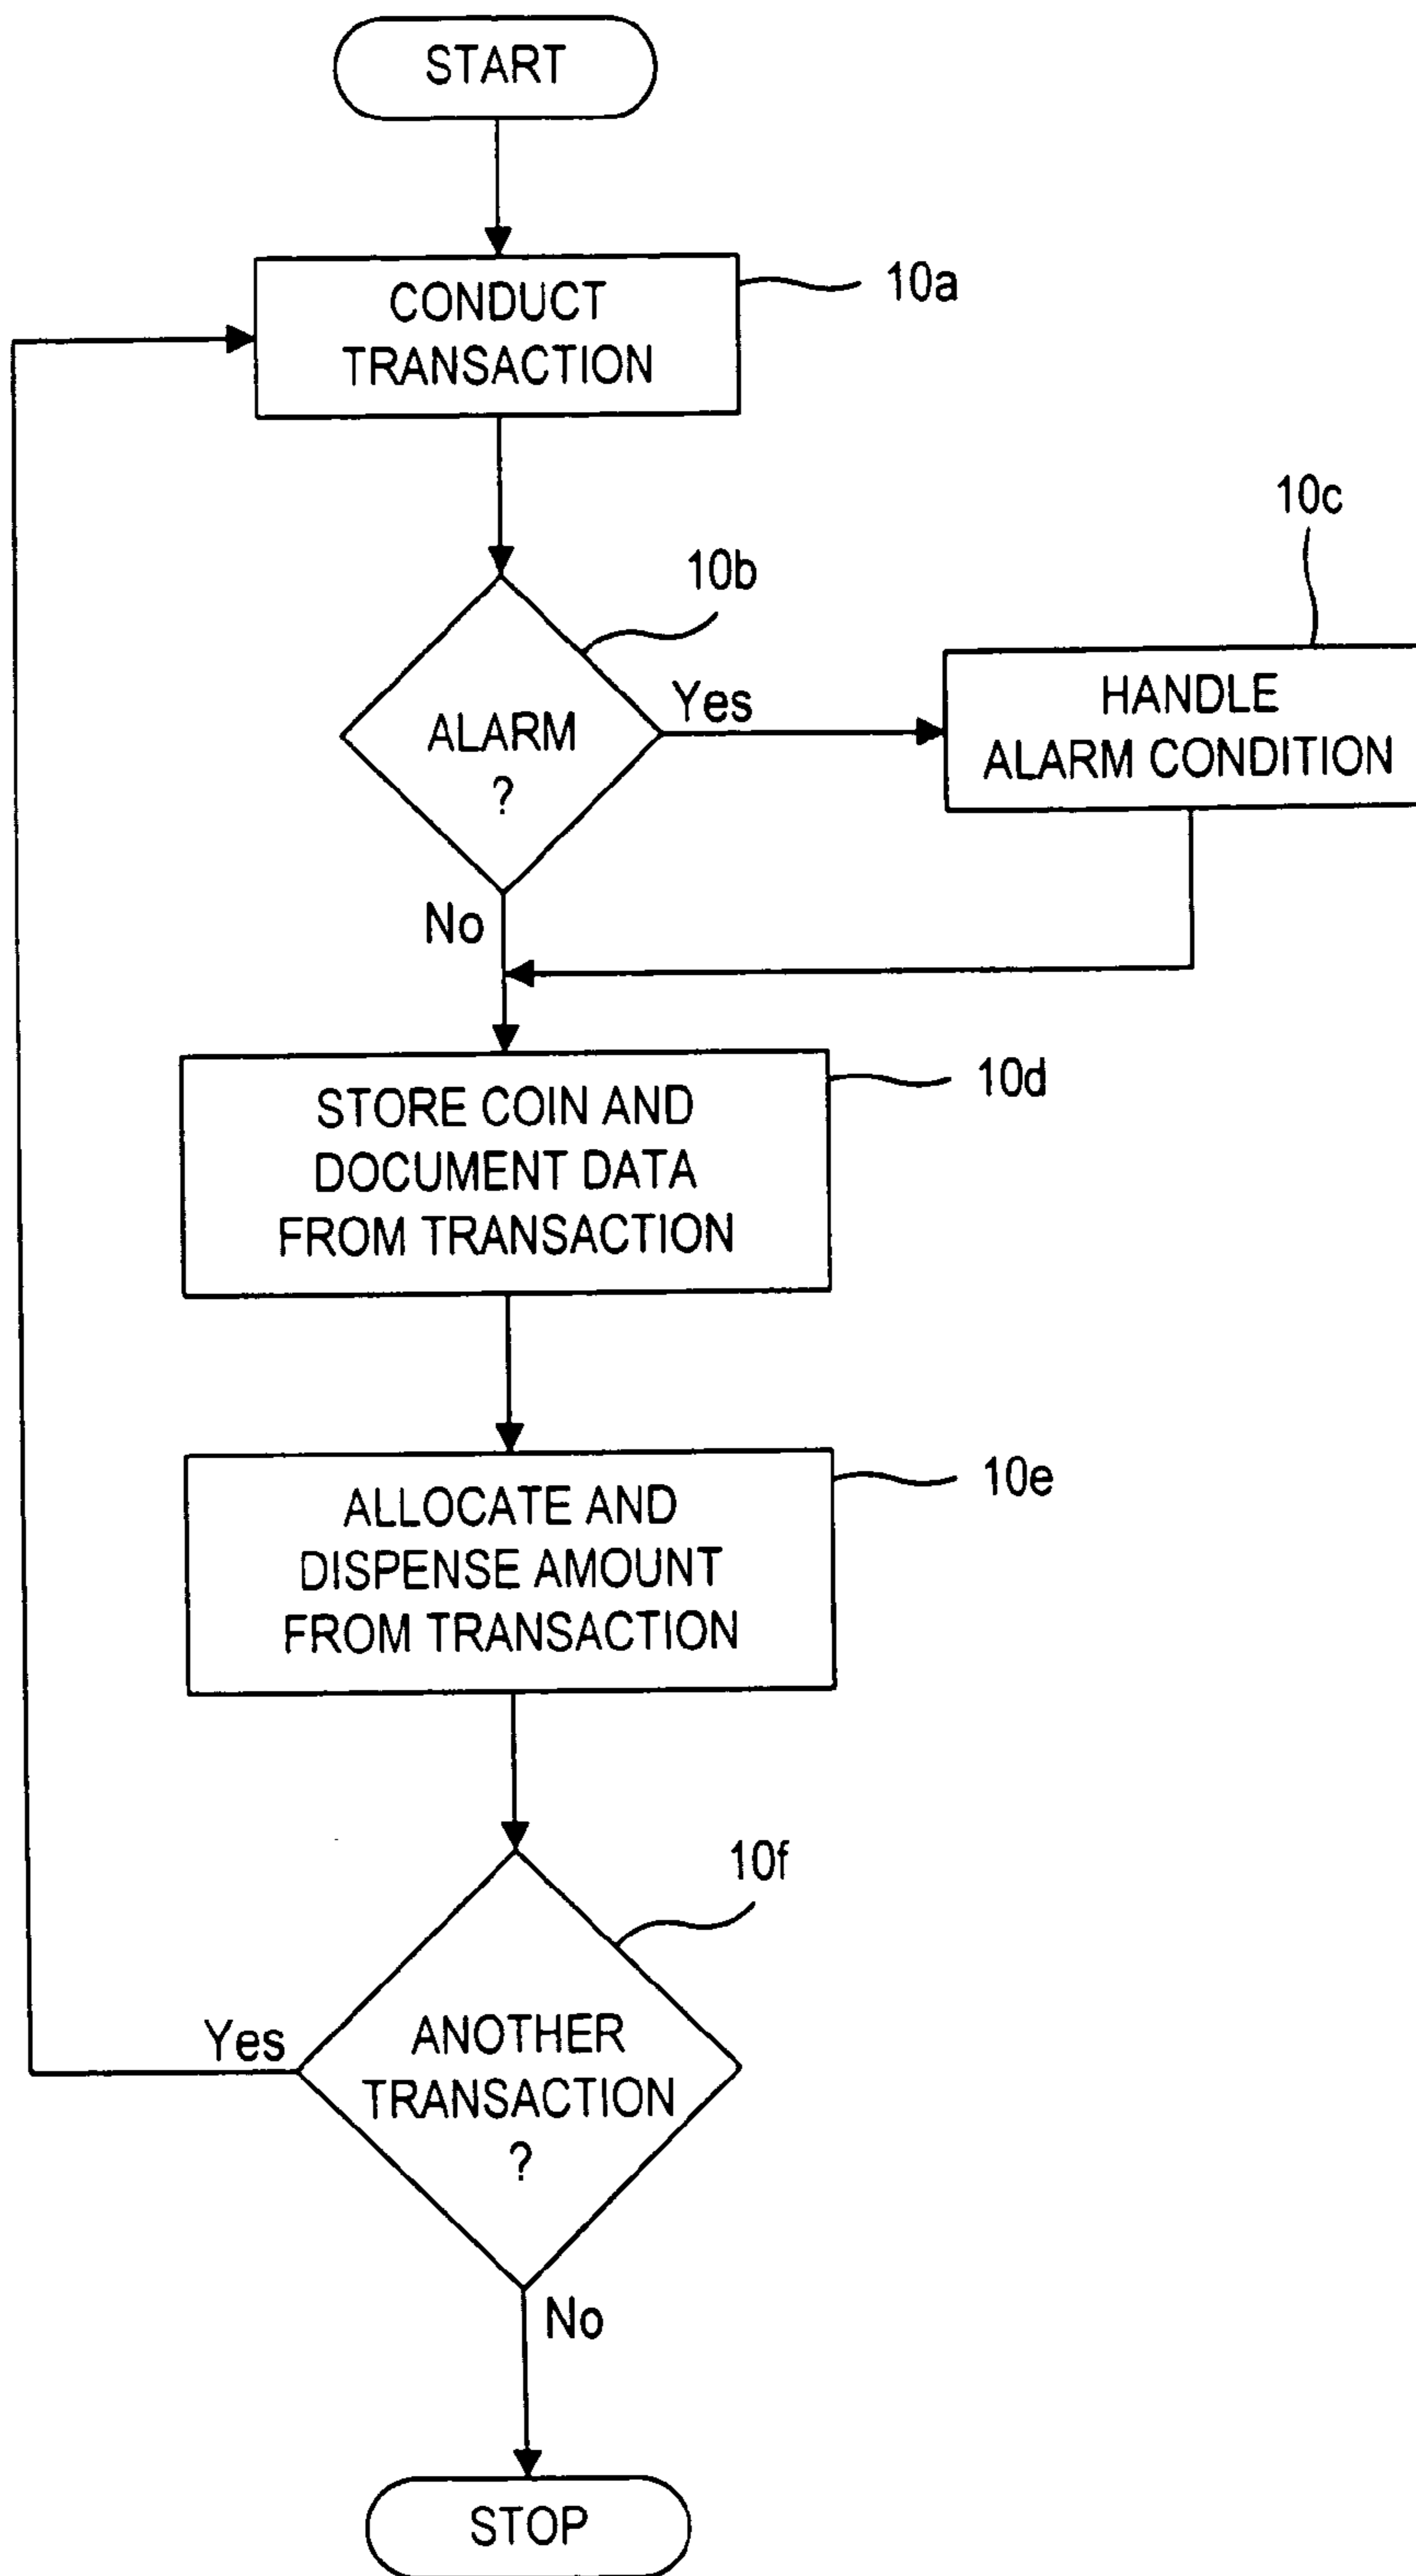 START
CONDUCT
TRANSACTION
10a
10b
ALARM
?
Yes
10c
HANDLE
ALARM CONDITION
No
STORE COIN AND
DOCUMENT DATA
FROM TRANSACTION
10d
ALLOCATE AND
DISPENSE AMOUNT
FROM TRANSACTION
10e
10f
ANOTHER
TRANSACTION
?
Yes
No
STOP